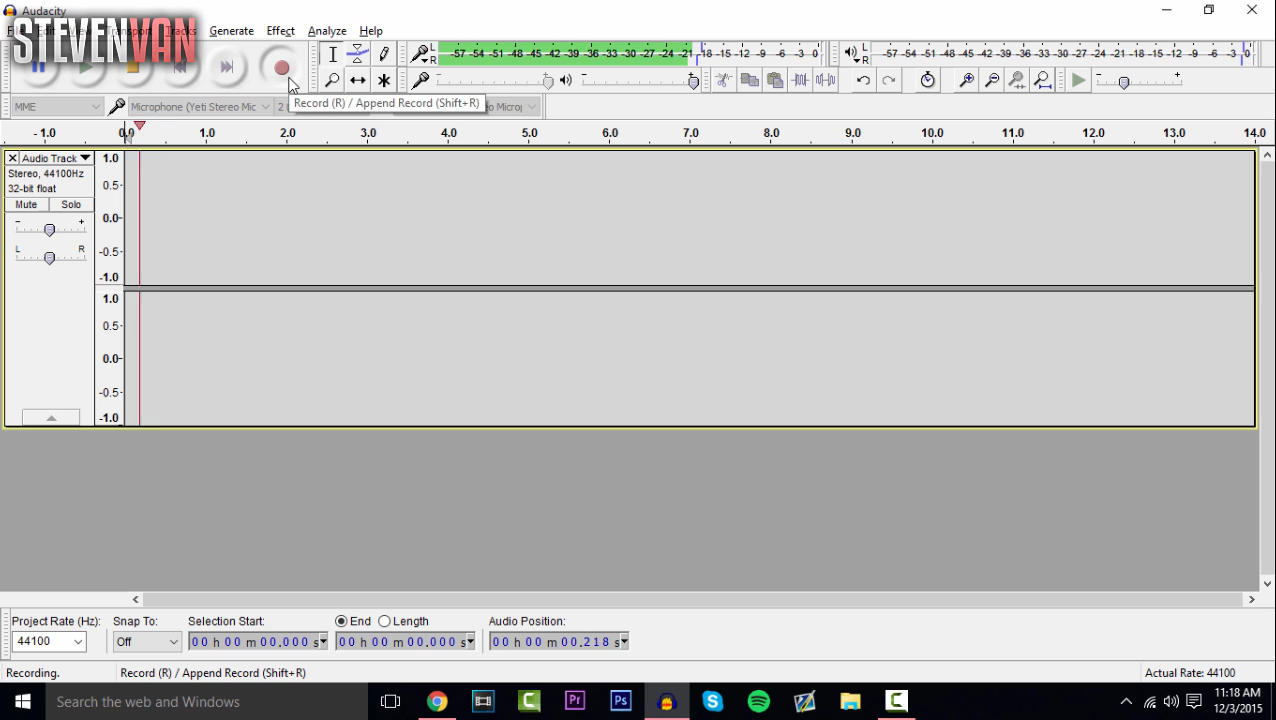 Audacity
STEVENVAN
Generate Effect Analyze Help
L
R
-57 -54 -51 -48 -45 -42 -39 -36 -33 -30 -27 -24 -21 -18 -15 -12 -9 -6 -3 0
L
R
-57 -54 -51 -48 -45 -42 -39 -36 -33 -30 -27 -24 -21 -18 -15 -12 -9 -6 -3 0
MME
Microphone (Yeti Stereo Mic
2
Record (R) / Append Record (Shift+R)
-1.0 0.0 1.0 2.0 3.0 4.0 5.0 6.0 7.0 8.0 9.0 10.0 11.0 12.0 13.0 14.0
Audio Track
Stereo, 44100Hz
32-bit float
Mute Solo
- +
L R
1.0
0.5
0.0
-0.5
-1.0
1.0
0.5
0.0
-0.5
-1.0
Project Rate (Hz): Snap To: Selection Start: End Length Audio Position:
44100 Off 00 h 00 m 00.000 s 00 h 00 m 00.000 s 00 h 00 m 00.218 s
Recording. Record (R) / Append Record (Shift+R) Actual Rate: 44100
Search the web and Windows
C
Pr
Ps
C
11:18 AM
12/3/2015